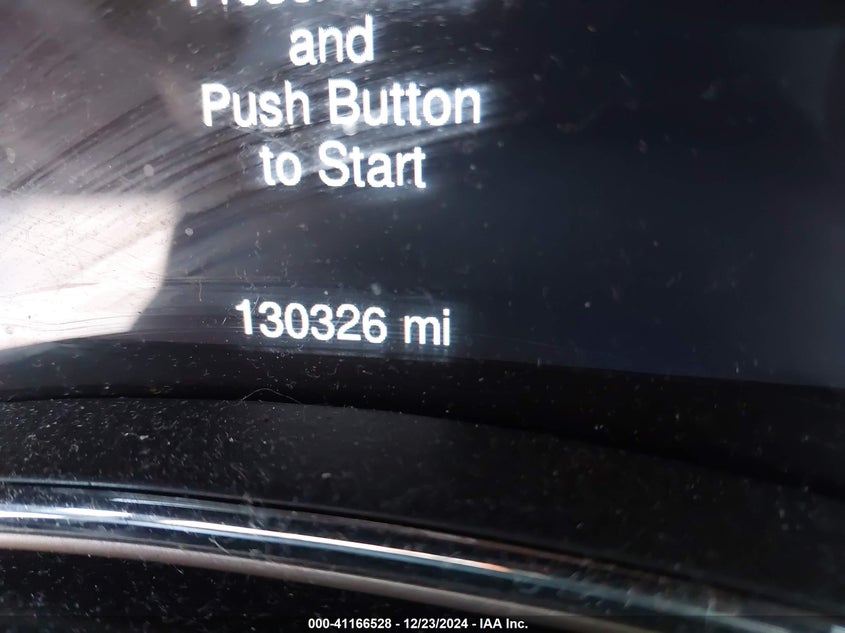 and
Push Button
to Start
130326 mi
000-41166528 - 12/23/2024 - IAA Inc.